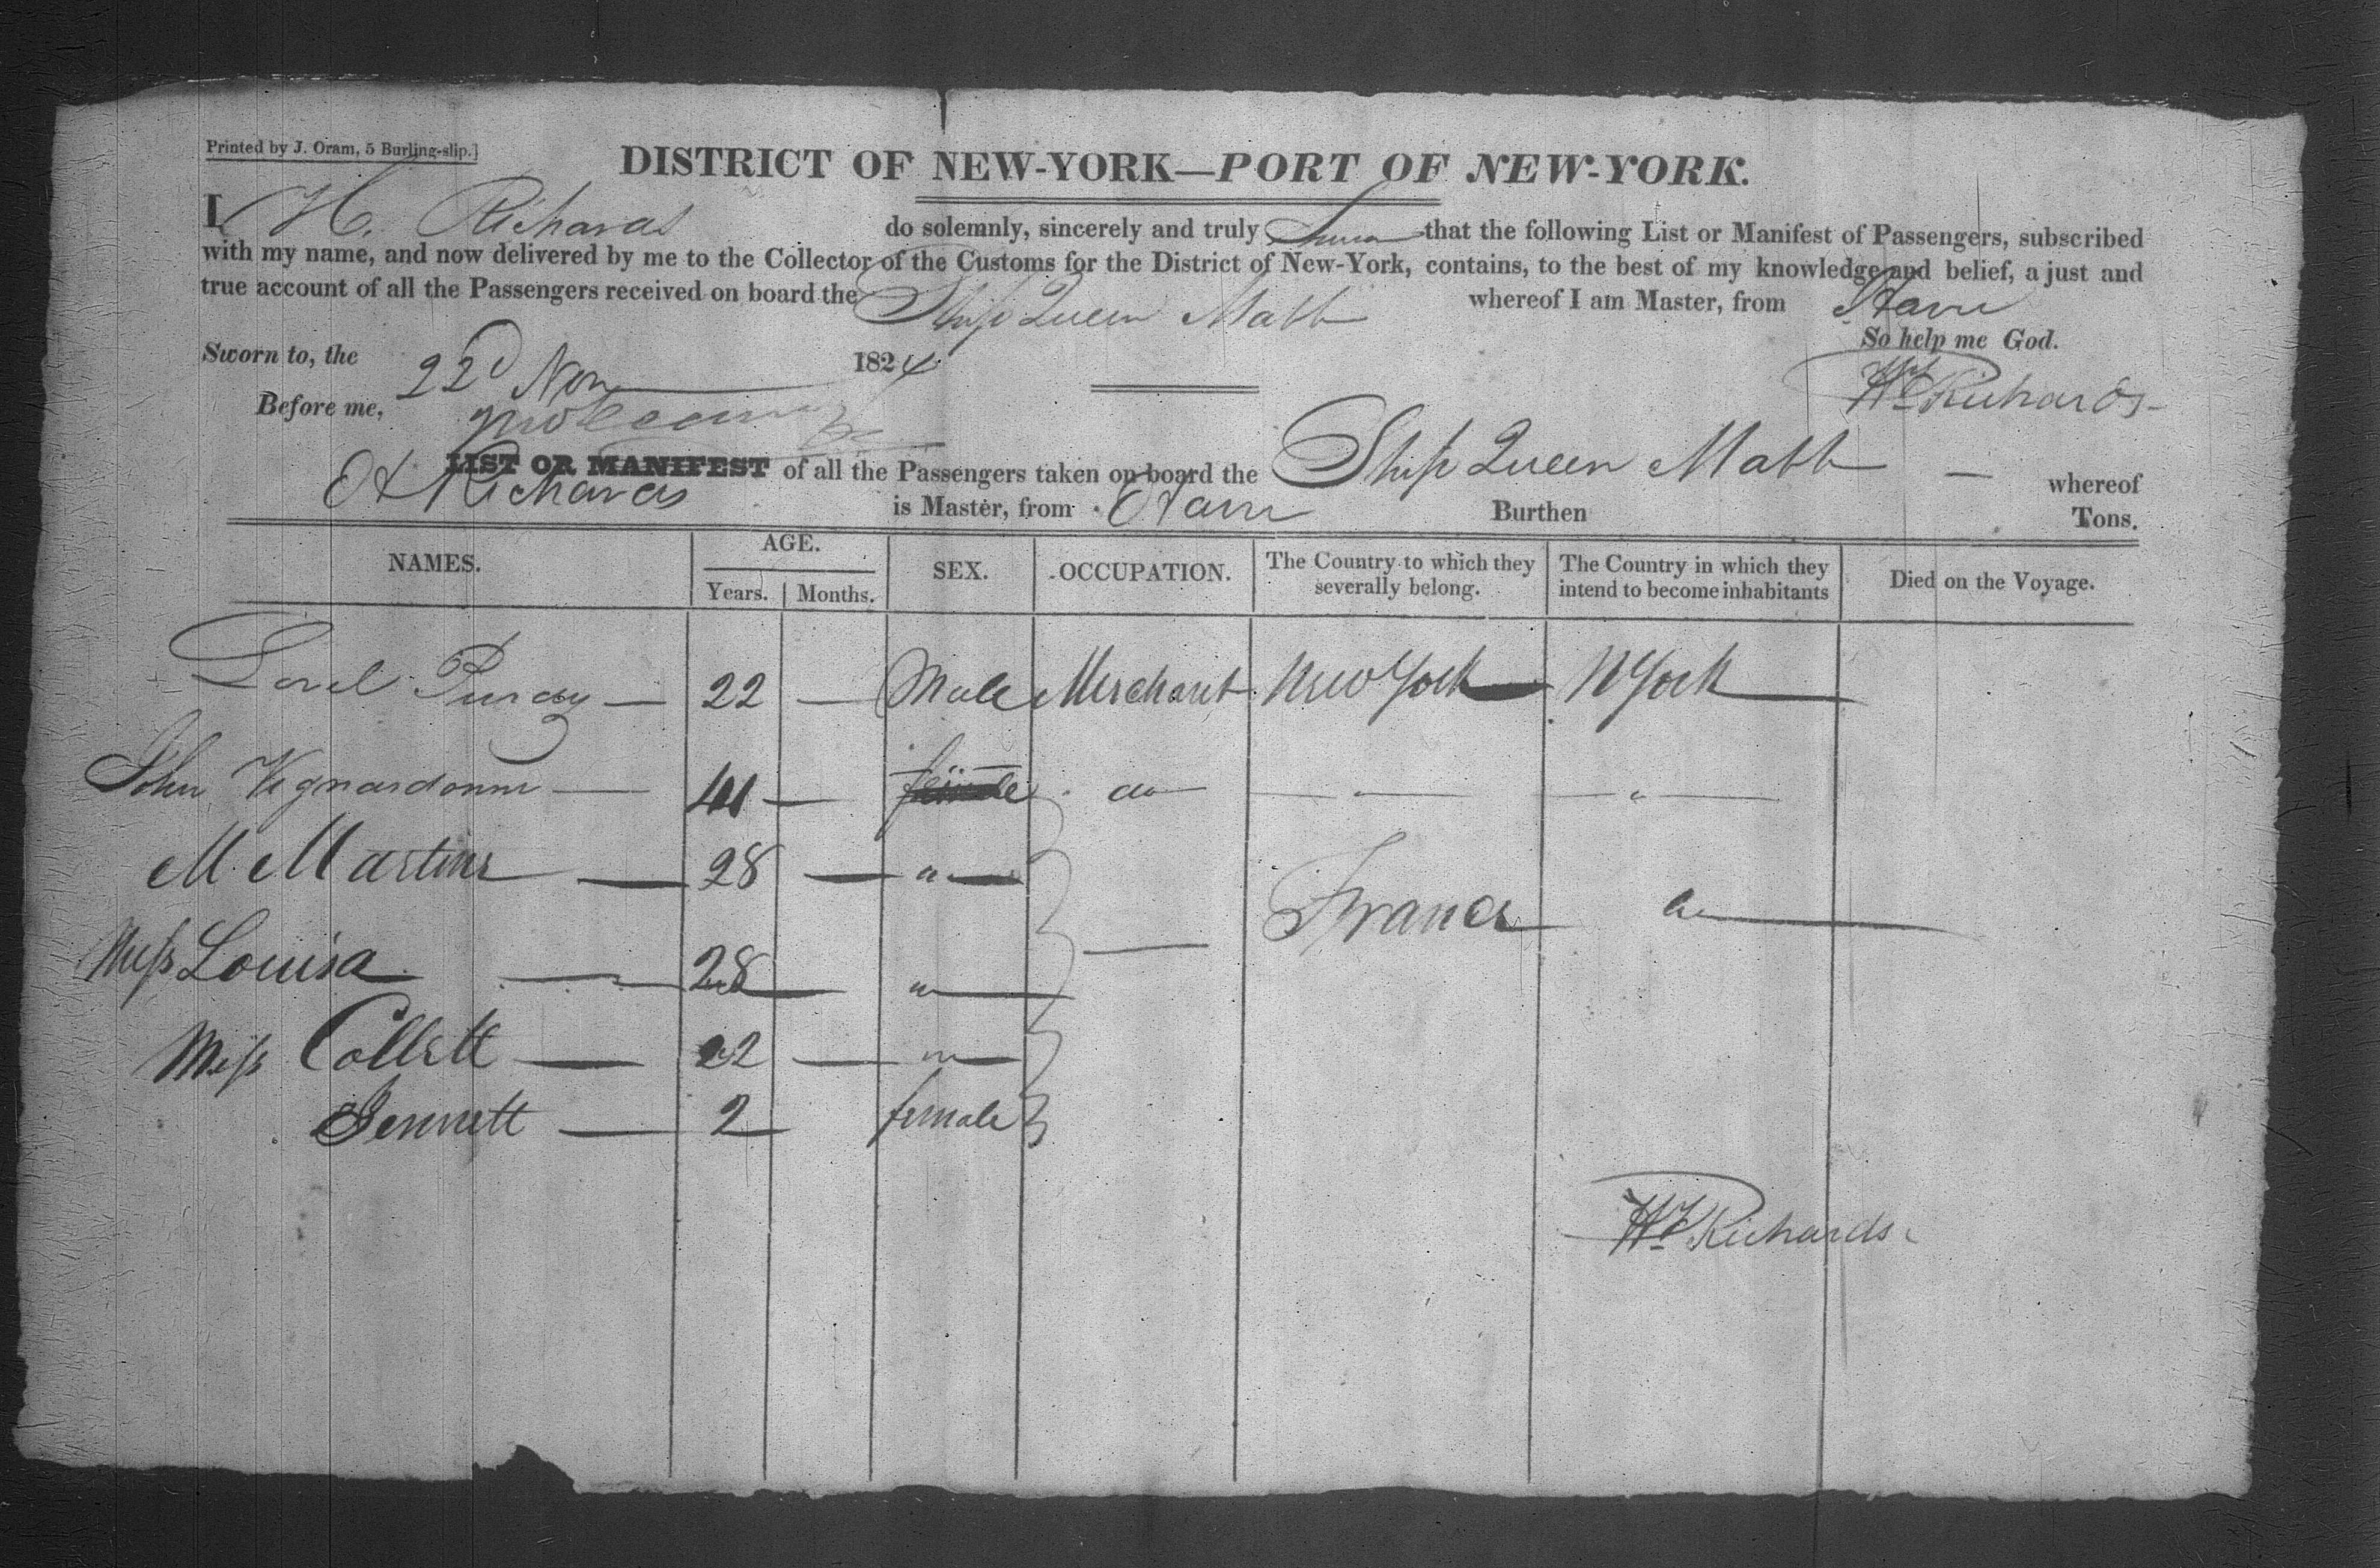 Printed by J. Oram, 5 Burling-slip.]
DISTRICT OF NEW-YORK—PORT OF NEW-YORK.
I, H. Richards do solemnly, sincerely and truly Swear that the following List or Manifest of Passengers, subscribed
with my name, and now delivered by me to the Collector of the Customs for the District of New-York, contains, to the best of my knowledge and belief, a just and
true account of all the Passengers received on board the Ship Queen Mabb whereof I am Master, from Havre
So help me God.
Sworn to, the 22d Nov 1824
Wm Richards
Before me,
LIST OR MANIFEST of all the Passengers taken on board the Ship Queen Mabb — whereof
H Richards is Master, from Havre Burthen Tons.
NAMES. AGE. Years. Months. SEX. OCCUPATION. The Country to which they severally belong. The Country in which they intend to become inhabitants Died on the Voyage.
Purdy — 22 — Male Merchant New York — N York —
John Vignardonne — 41 — female do — " — — " —
M. Martins — 28 — " —
France " —
Miss Louisa — 28 — " — —
Miss Collett — 22 — " —
Jennett — 2 — female
Wm Richards